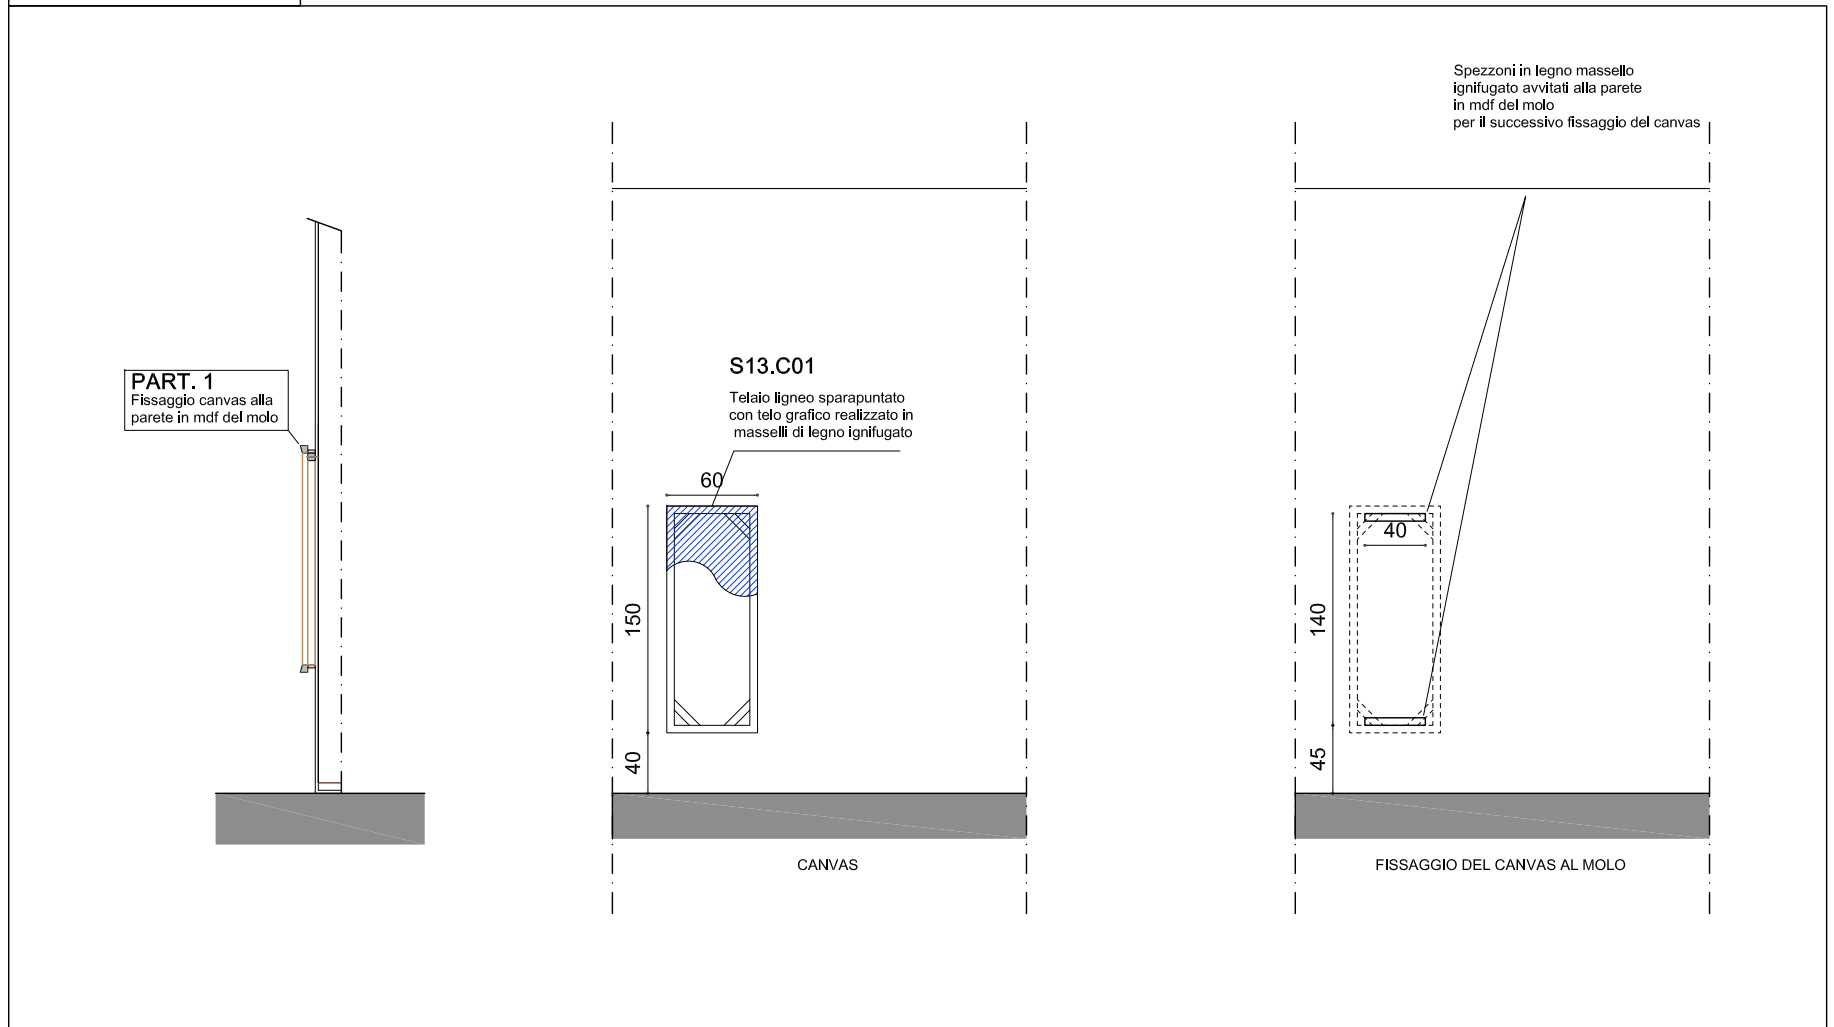 PART. 1
Fissaggio canvas alla
parete in mdf del molo
S13.C01
Telaio ligneo sparapuntato
con telo grafico realizzato in
masselli di legno ignifugato
60
150
40
CANVAS
Spezzoni in legno massello
ignifugato avvitati alla parete
in mdf del molo
per il successivo fissaggio del canvas
40
140
45
FISSAGGIO DEL CANVAS AL MOLO